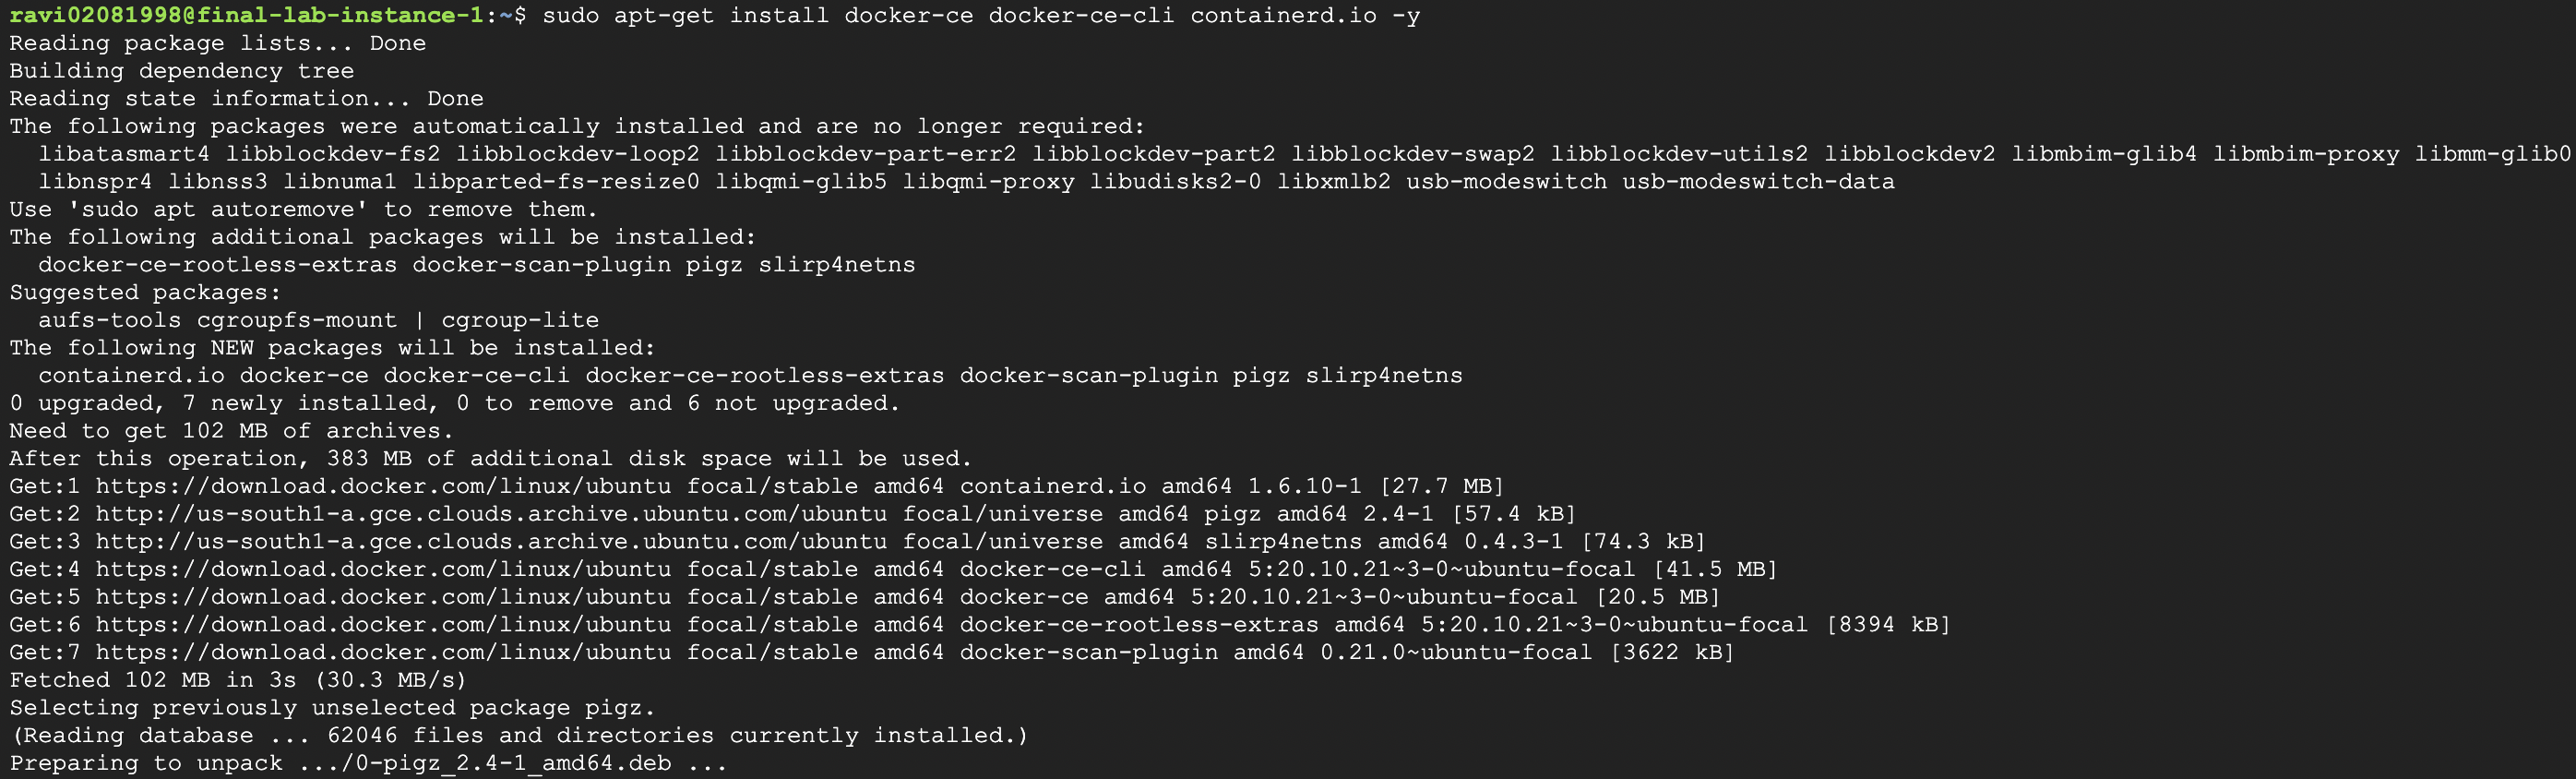 ravi02081998@final-lab-instance-1:~$ sudo apt-get install docker-ce docker-ce-cli containerd.io -y
Reading package lists... Done
Building dependency tree
Reading state information... Done
The following packages were automatically installed and are no longer required:
  libatasmart4 libblockdev-fs2 libblockdev-loop2 libblockdev-part-err2 libblockdev-part2 libblockdev-swap2 libblockdev-utils2 libblockdev2 libmbim-glib4 libmbim-proxy libmm-glib0
  libnspr4 libnss3 libnuma1 libparted-fs-resize0 libqmi-glib5 libqmi-proxy libudisks2-0 libxmlb2 usb-modeswitch usb-modeswitch-data
Use 'sudo apt autoremove' to remove them.
The following additional packages will be installed:
  docker-ce-rootless-extras docker-scan-plugin pigz slirp4netns
Suggested packages:
  aufs-tools cgroupfs-mount | cgroup-lite
The following NEW packages will be installed:
  containerd.io docker-ce docker-ce-cli docker-ce-rootless-extras docker-scan-plugin pigz slirp4netns
0 upgraded, 7 newly installed, 0 to remove and 6 not upgraded.
Need to get 102 MB of archives.
After this operation, 383 MB of additional disk space will be used.
Get:1 https://download.docker.com/linux/ubuntu focal/stable amd64 containerd.io amd64 1.6.10-1 [27.7 MB]
Get:2 http://us-south1-a.gce.clouds.archive.ubuntu.com/ubuntu focal/universe amd64 pigz amd64 2.4-1 [57.4 kB]
Get:3 http://us-south1-a.gce.clouds.archive.ubuntu.com/ubuntu focal/universe amd64 slirp4netns amd64 0.4.3-1 [74.3 kB]
Get:4 https://download.docker.com/linux/ubuntu focal/stable amd64 docker-ce-cli amd64 5:20.10.21~3-0~ubuntu-focal [41.5 MB]
Get:5 https://download.docker.com/linux/ubuntu focal/stable amd64 docker-ce amd64 5:20.10.21~3-0~ubuntu-focal [20.5 MB]
Get:6 https://download.docker.com/linux/ubuntu focal/stable amd64 docker-ce-rootless-extras amd64 5:20.10.21~3-0~ubuntu-focal [8394 kB]
Get:7 https://download.docker.com/linux/ubuntu focal/stable amd64 docker-scan-plugin amd64 0.21.0~ubuntu-focal [3622 kB]
Fetched 102 MB in 3s (30.3 MB/s)
Selecting previously unselected package pigz.
(Reading database ... 62046 files and directories currently installed.)
Preparing to unpack .../0-pigz_2.4-1_amd64.deb ...